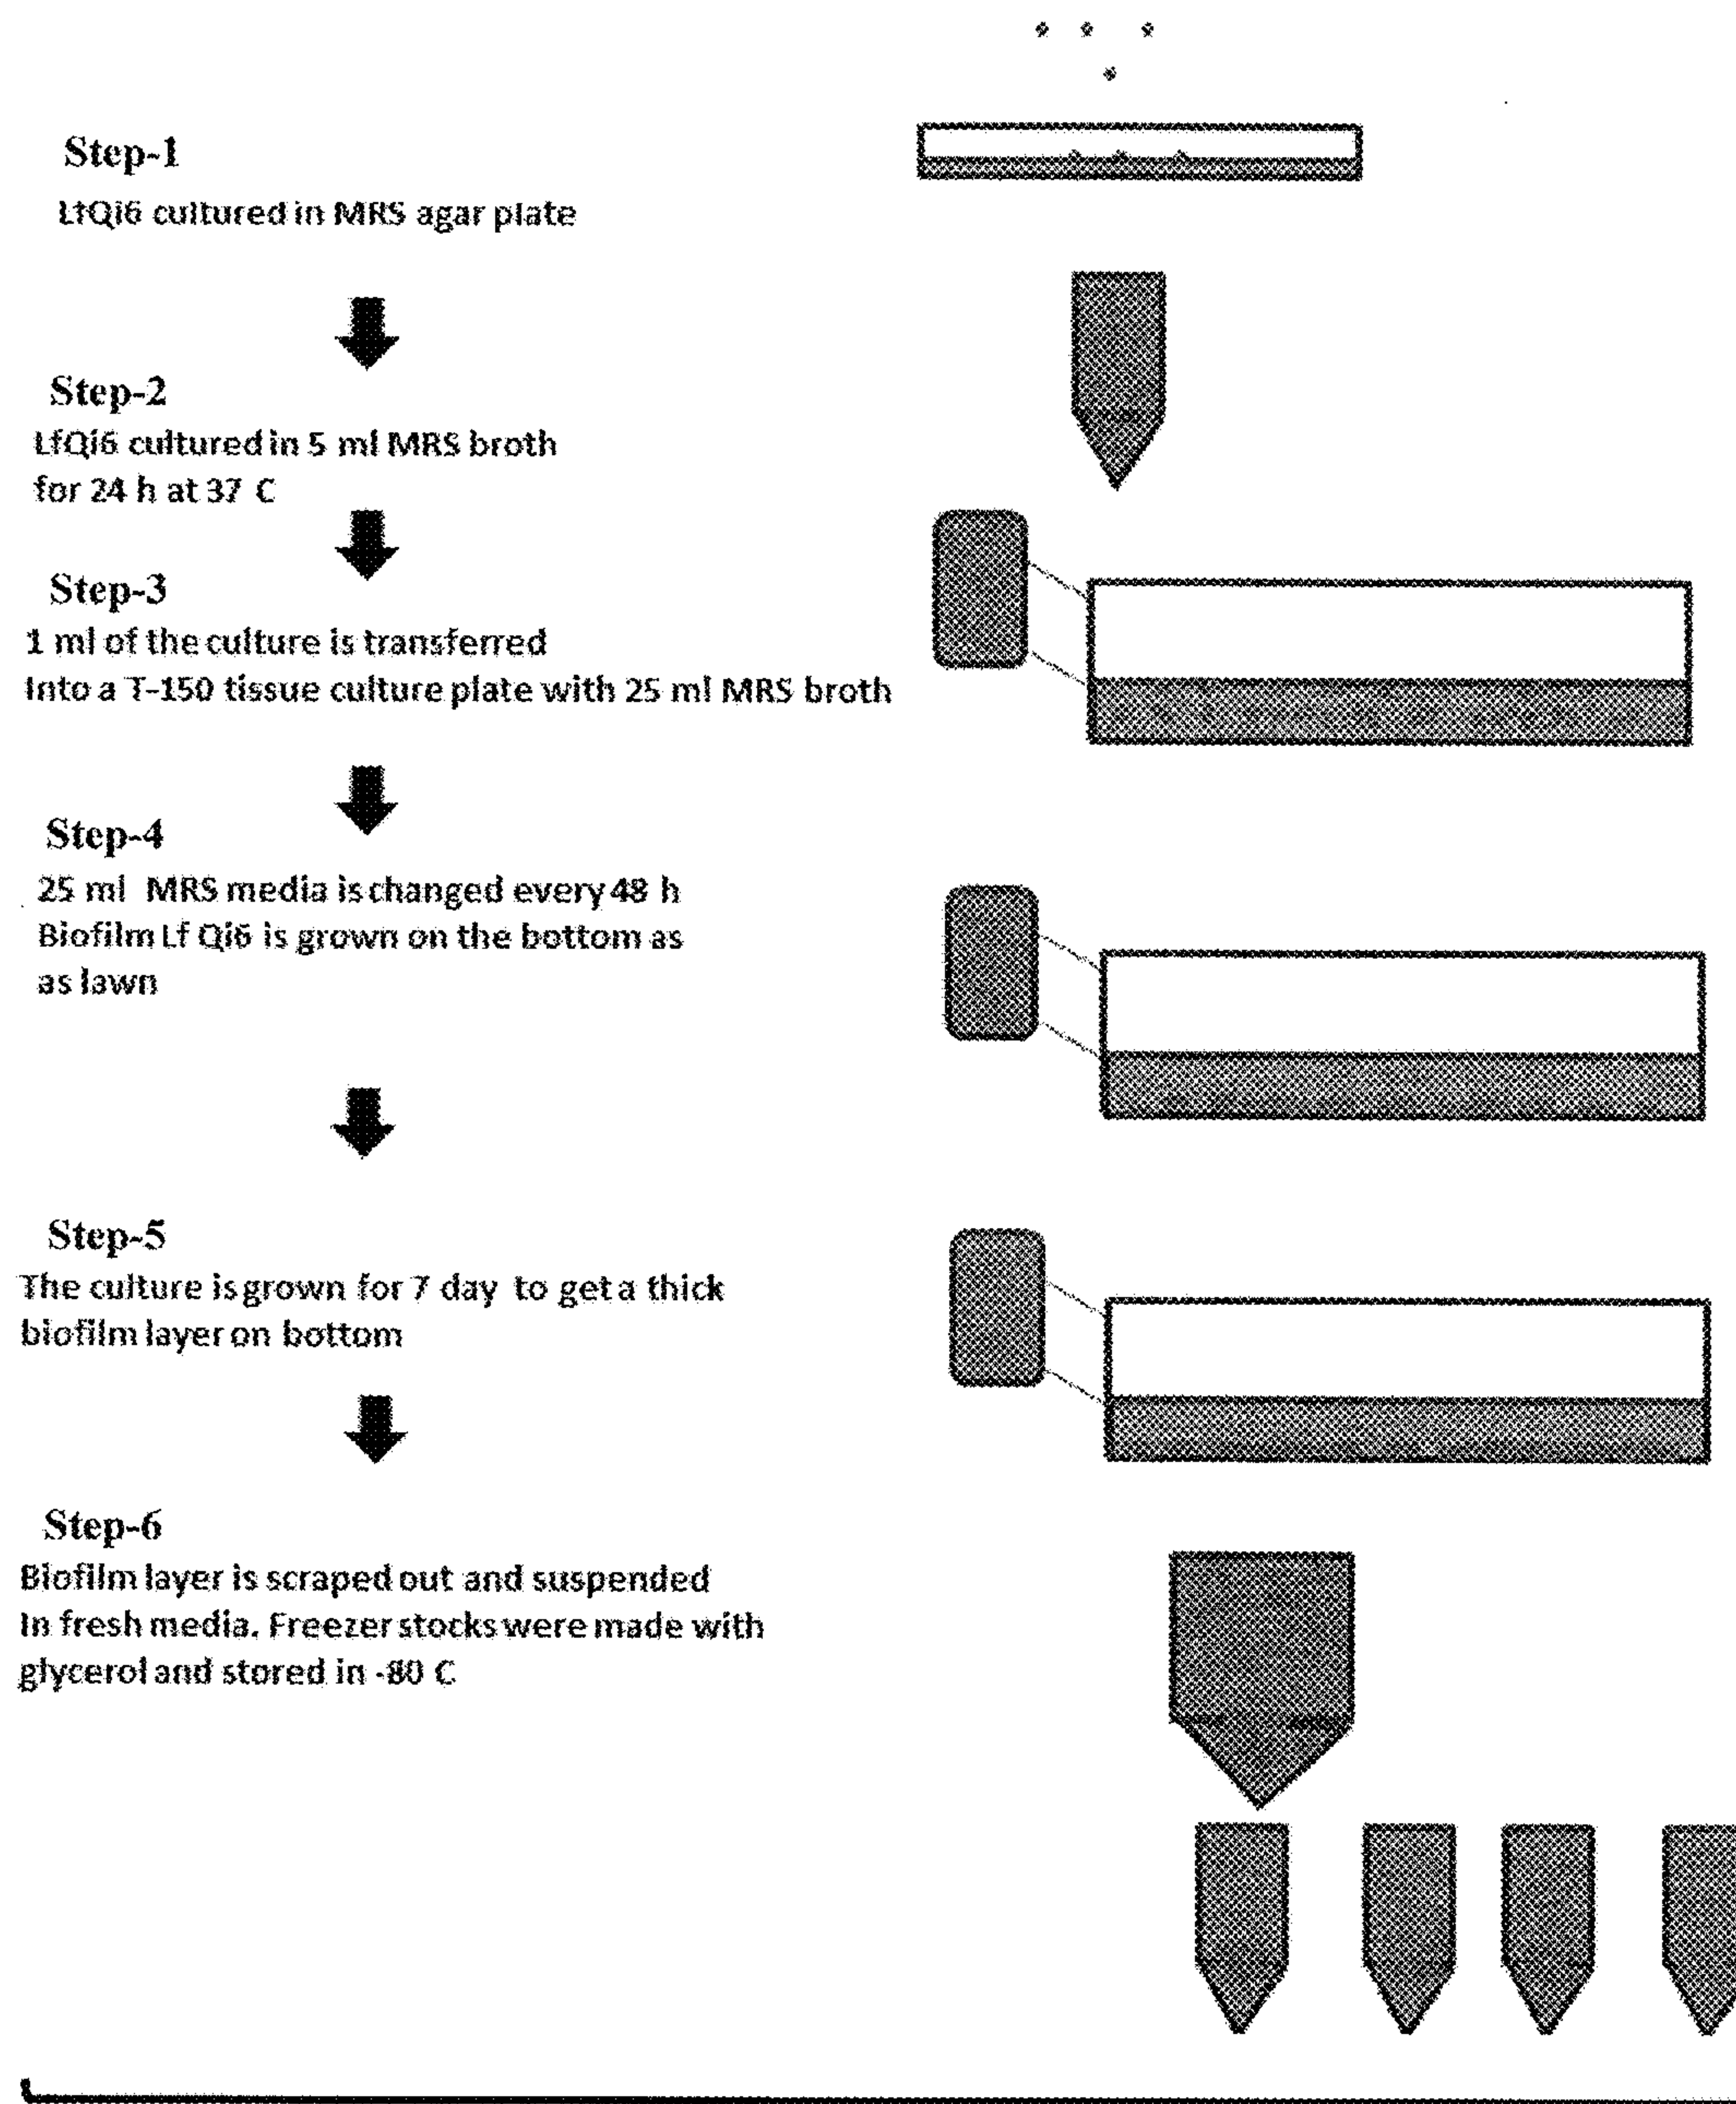 Step-1
LfQi6 cultured in MRS agar plate
Step-2
LfQi6 cultured in 5 ml MRS broth
for 24 h at 37 C
Step-3
1 ml of the culture is transferred
Into a T-150 tissue culture plate with 25 ml MRS broth
Step-4
25 ml MRS media is changed every 48 h
Biofilm Lf Qi6 is grown on the bottom as
as lawn
Step-5
The culture is grown for 7 day to get a thick
biofilm layer on bottom
Step-6
Biofilm layer is scraped out and suspended
In fresh media. Freezer stocks were made with
glycerol and stored in -80 C